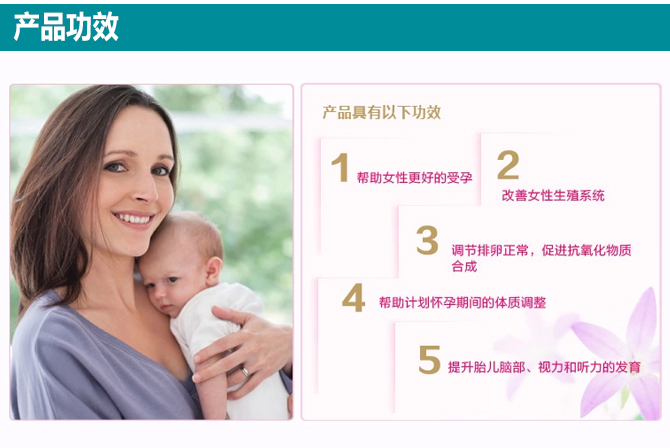 产品功效
产品具有以下功效
1 帮助女性更好的受孕
2 改善女性生殖系统
3 调节排卵正常，促进抗氧化物质
合成
4 帮助计划怀孕期间的体质调整
5 提升胎儿脑部、视力和听力的发育